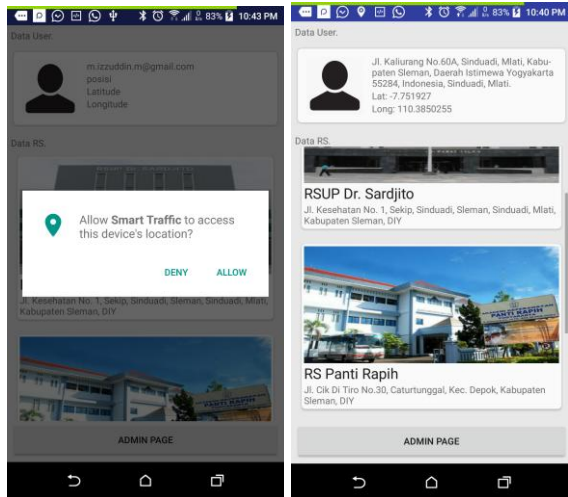 83% 10:43 PM
Data User.
m.izzuddin.m@gmail.com
posisi
Latitude
Longitude
Data RS.
Allow Smart Traffic to access
this device's location?
DENY ALLOW
Jl. Kesehatan No. 1, Sekip, Sinduadi, Sleman, Sinduadi, Mlati,
Kabupaten Sleman, DIY
PANTI RAPIH
ADMIN PAGE
83% 10:40 PM
Data User.
Jl. Kaliurang No.60A, Sinduadi, Mlati, Kabu-
paten Sleman, Daerah Istimewa Yogyakarta
55284, Indonesia, Sinduadi, Mlati.
Lat: -7.751927
Long: 110.3850255
Data RS.
RSUP Dr. Sardjito
Jl. Kesehatan No. 1, Sekip, Sinduadi, Sleman, Sinduadi, Mlati,
Kabupaten Sleman, DIY
PANTI RAPIH
RS Panti Rapih
Jl. Cik Di Tiro No.30, Caturtunggal, Kec. Depok, Kabupaten
Sleman, DIY
ADMIN PAGE